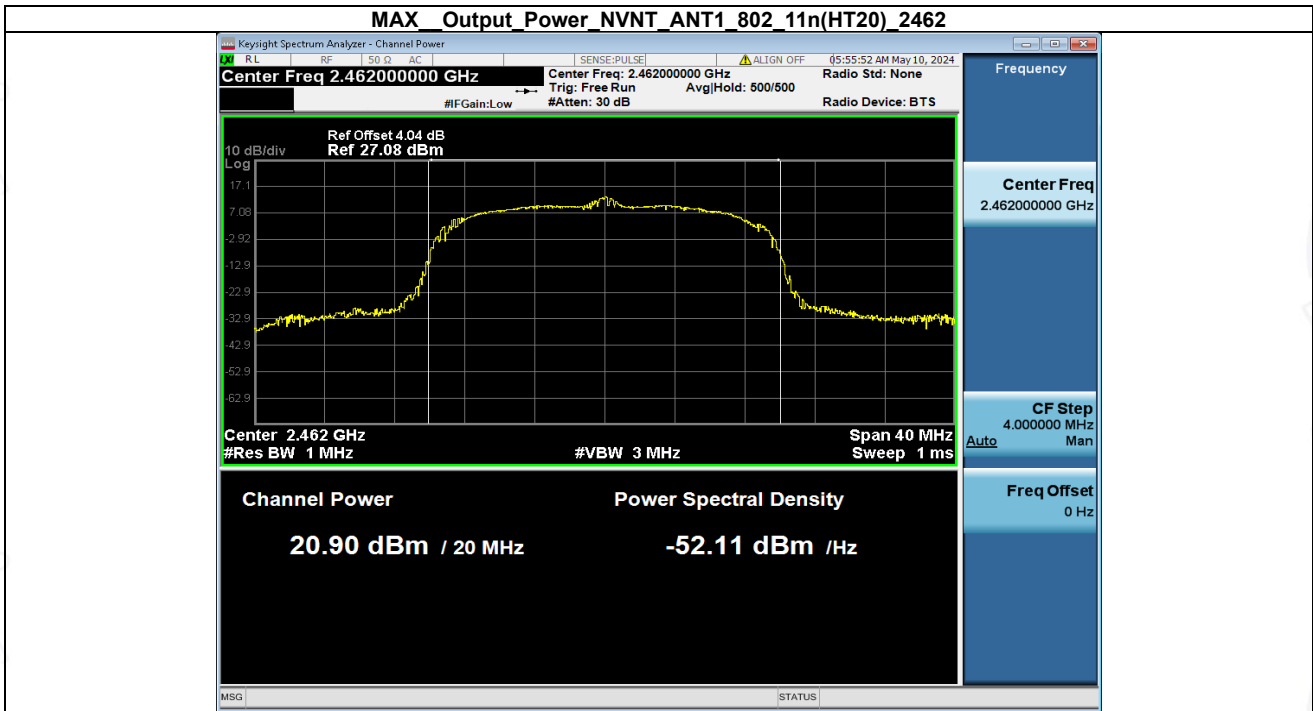 MAX__Output_Power_NVNT_ANT1_802_11n(HT20)_2462
Keysight Spectrum Analyzer - Channel Power
LXI RL RF 50 Ω AC SENSE:PULSE ALIGN OFF 05:55:52 AM May 10, 2024
Center Freq 2.462000000 GHz Center Freq: 2.462000000 GHz Radio Std: None
Trig: Free Run Avg|Hold: 500/500
#IFGain:Low #Atten: 30 dB Radio Device: BTS
Ref Offset 4.04 dB
10 dB/div Ref 27.08 dBm
Log
17.1
7.08
-2.92
-12.9
-22.9
-32.9
-42.9
-52.9
-62.9
Center 2.462 GHz Span 40 MHz
#Res BW 1 MHz #VBW 3 MHz Sweep 1 ms
Channel Power Power Spectral Density
20.90 dBm / 20 MHz -52.11 dBm /Hz
Frequency
Center Freq
2.462000000 GHz
CF Step
4.000000 MHz
Auto Man
Freq Offset
0 Hz
MSG STATUS